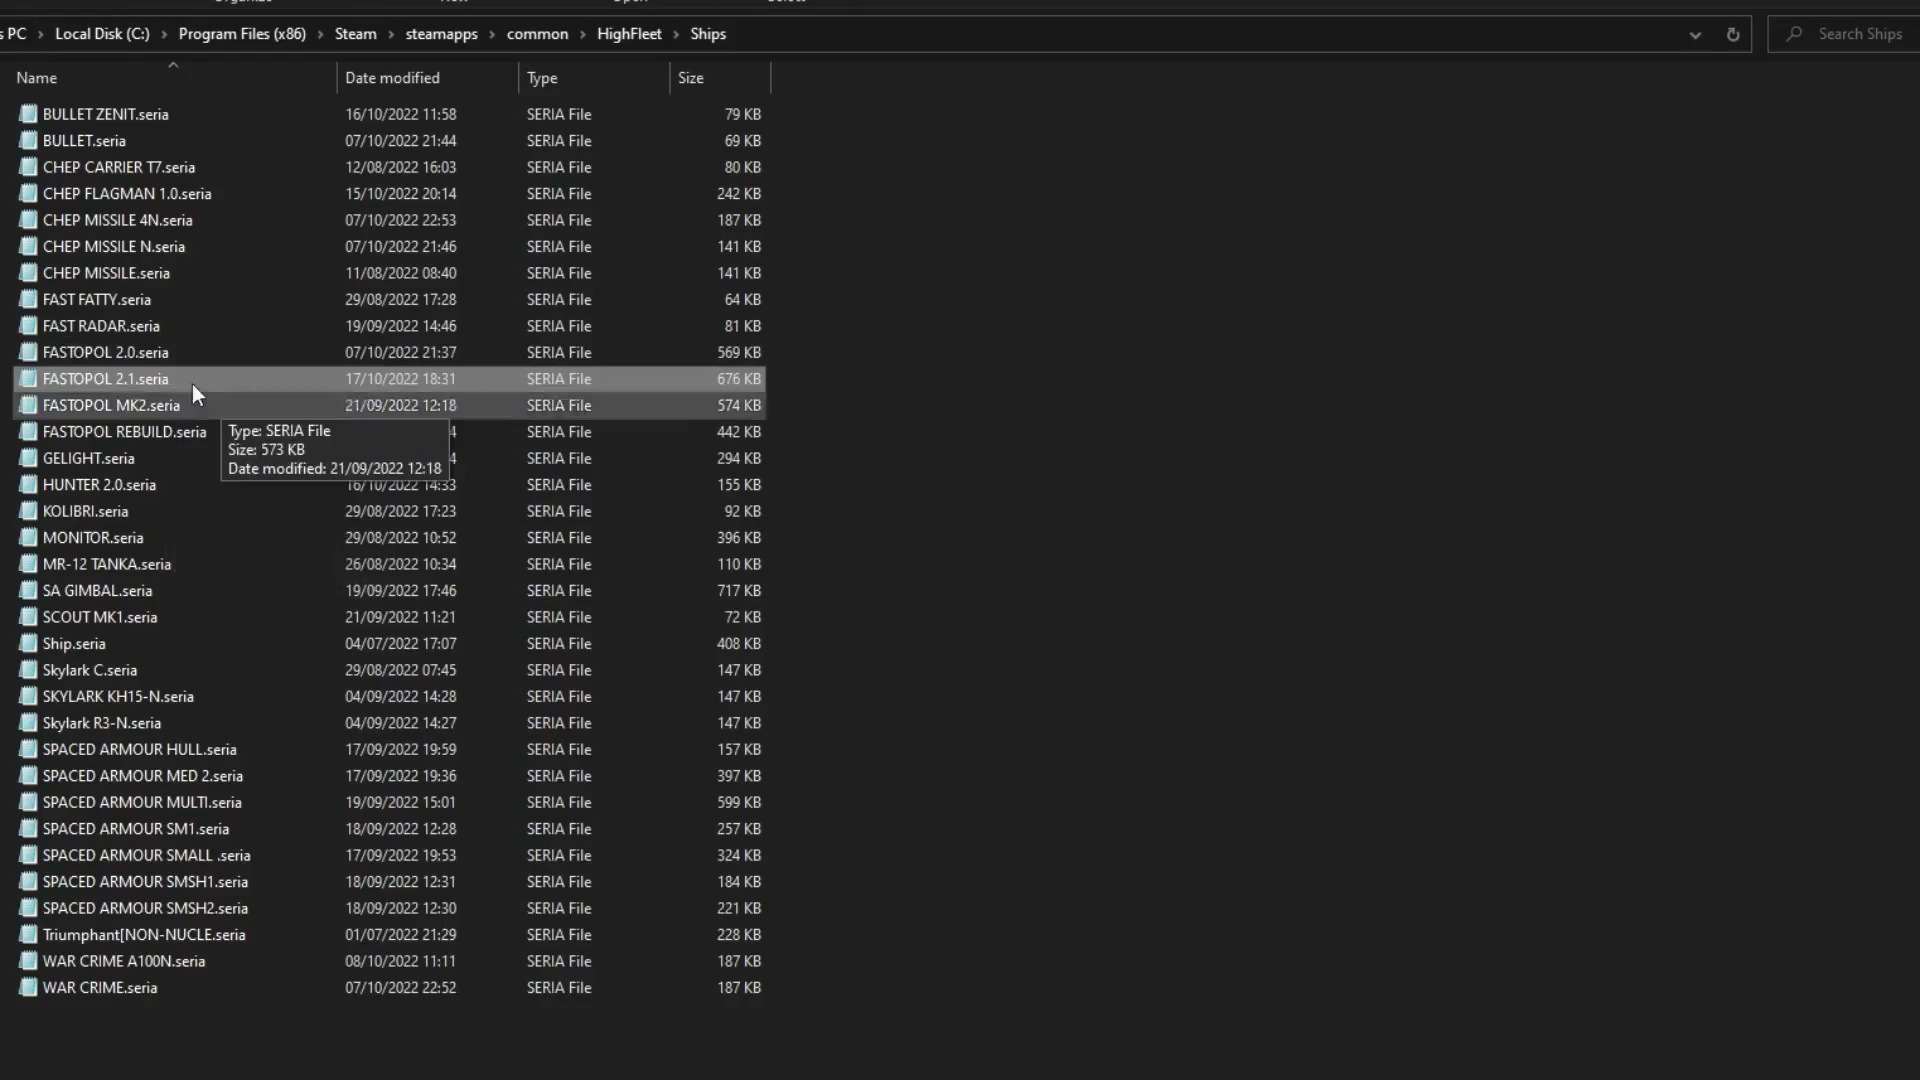 s PC > Local Disk (C:) > Program Files (x86) > Steam > steamapps > common > HighFleet > Ships
Search Ships
Name Date modified Type Size
BULLET ZENIT.seria 16/10/2022 11:58 SERIA File 79 KB
BULLET.seria 07/10/2022 21:44 SERIA File 69 KB
CHEP CARRIER T7.seria 12/08/2022 16:03 SERIA File 80 KB
CHEP FLAGMAN 1.0.seria 15/10/2022 20:14 SERIA File 242 KB
CHEP MISSILE 4N.seria 07/10/2022 22:53 SERIA File 187 KB
CHEP MISSILE N.seria 07/10/2022 21:46 SERIA File 141 KB
CHEP MISSILE.seria 11/08/2022 08:40 SERIA File 141 KB
FAST FATTY.seria 29/08/2022 17:28 SERIA File 64 KB
FAST RADAR.seria 19/09/2022 14:46 SERIA File 81 KB
FASTOPOL 2.0.seria 07/10/2022 21:37 SERIA File 569 KB
FASTOPOL 2.1.seria 17/10/2022 18:31 SERIA File 676 KB
FASTOPOL MK2.seria 21/09/2022 12:18 SERIA File 574 KB
FASTOPOL REBUILD.seria 4 SERIA File 442 KB
GELIGHT.seria 4 SERIA File 294 KB
Type: SERIA File
Size: 573 KB
Date modified: 21/09/2022 12:18
HUNTER 2.0.seria 16/10/2022 14:33 SERIA File 155 KB
KOLIBRI.seria 29/08/2022 17:23 SERIA File 92 KB
MONITOR.seria 29/08/2022 10:52 SERIA File 396 KB
MR-12 TANKA.seria 26/08/2022 10:34 SERIA File 110 KB
SA GIMBAL.seria 19/09/2022 17:46 SERIA File 717 KB
SCOUT MK1.seria 21/09/2022 11:21 SERIA File 72 KB
Ship.seria 04/07/2022 17:07 SERIA File 408 KB
Skylark C.seria 29/08/2022 07:45 SERIA File 147 KB
SKYLARK KH15-N.seria 04/09/2022 14:28 SERIA File 147 KB
Skylark R3-N.seria 04/09/2022 14:27 SERIA File 147 KB
SPACED ARMOUR HULL.seria 17/09/2022 19:59 SERIA File 157 KB
SPACED ARMOUR MED 2.seria 17/09/2022 19:36 SERIA File 397 KB
SPACED ARMOUR MULTI.seria 19/09/2022 15:01 SERIA File 599 KB
SPACED ARMOUR SM1.seria 18/09/2022 12:28 SERIA File 257 KB
SPACED ARMOUR SMALL .seria 17/09/2022 19:53 SERIA File 324 KB
SPACED ARMOUR SMSH1.seria 18/09/2022 12:31 SERIA File 184 KB
SPACED ARMOUR SMSH2.seria 18/09/2022 12:30 SERIA File 221 KB
Triumphant[NON-NUCLE.seria 01/07/2022 21:29 SERIA File 228 KB
WAR CRIME A100N.seria 08/10/2022 11:11 SERIA File 187 KB
WAR CRIME.seria 07/10/2022 22:52 SERIA File 187 KB